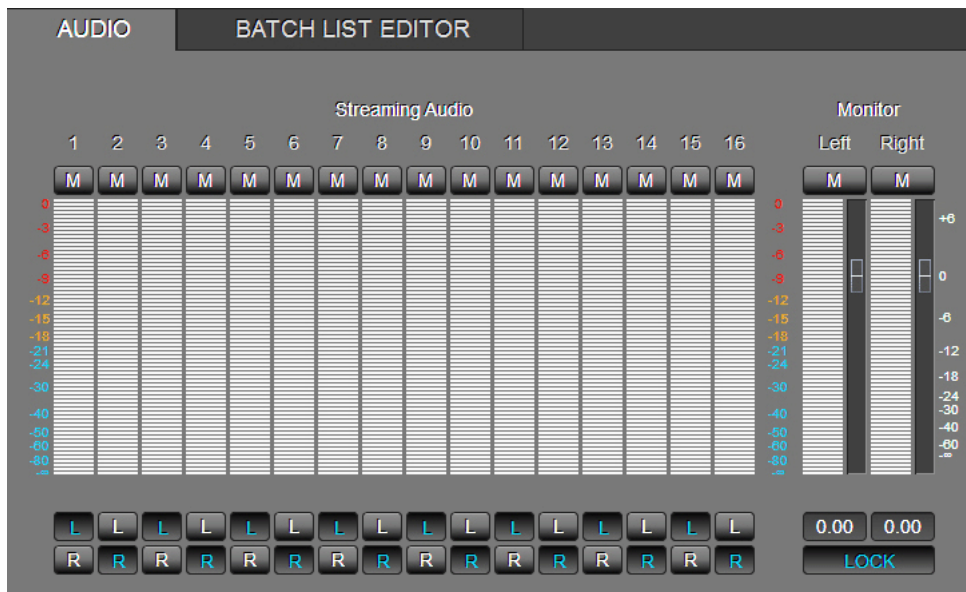 AUDIO BATCH LIST EDITOR
Streaming Audio Monitor
1 2 3 4 5 6 7 8 9 10 11 12 13 14 15 16 Left Right
M M M M M M M M M M M M M M M M M M
0 0
-3 -3 +6
-6 -6
-9 -9 0
-12 -12
-15 -15 -6
-18 -18
-21 -21 -12
-24 -24
-30 -30 -18
-24
-40 -40 -30
-50 -50 -40
-60 -60 -60
-80 -80 -∞
-∞ -∞
L L L L L L L L L L L L L L L L 0.00 0.00
R R R R R R R R R R R R R R R R LOCK